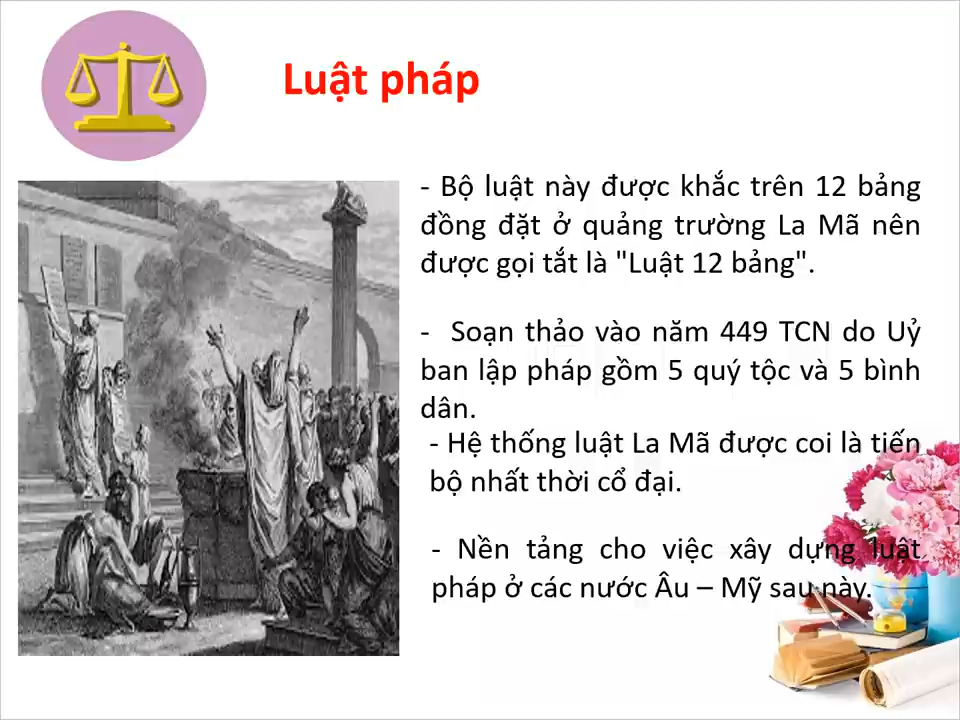 Luật pháp
- Bộ luật này được khắc trên 12 bảng
đồng đặt ở quảng trường La Mã nên
được gọi tắt là "Luật 12 bảng".
- Soạn thảo vào năm 449 TCN do Uỷ
ban lập pháp gồm 5 quý tộc và 5 bình
dân.
- Hệ thống luật La Mã được coi là tiến
bộ nhất thời cổ đại.
- Nền tảng cho việc xây dựng luật
pháp ở các nước Âu – Mỹ sau này.